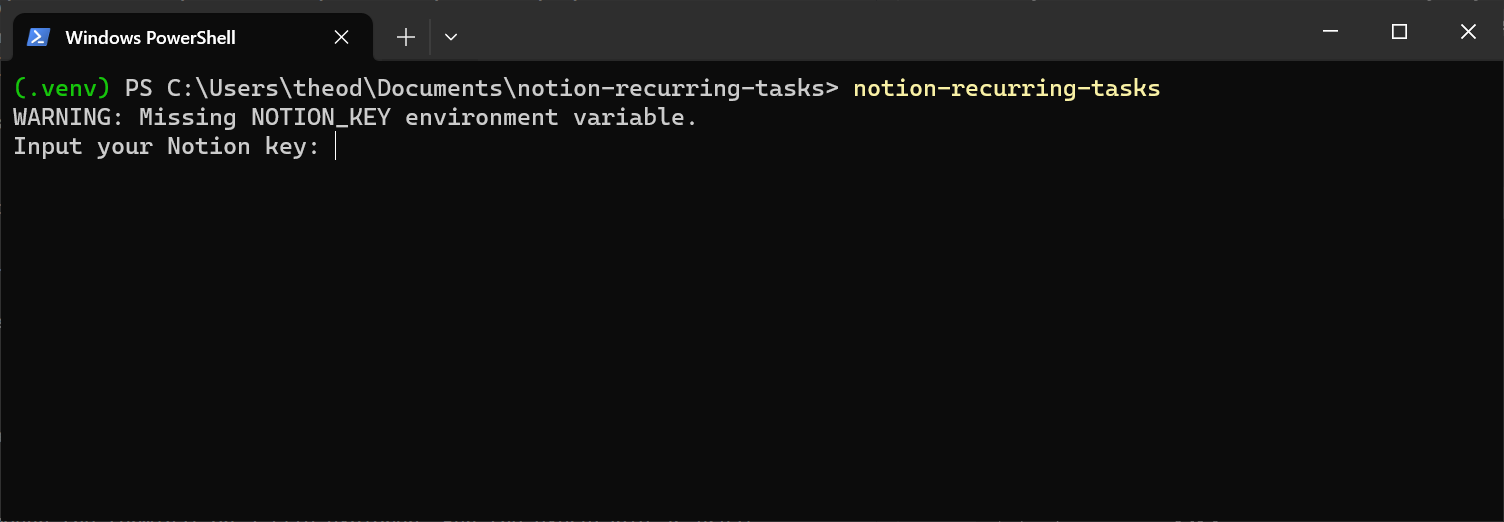 Windows PowerShell
(.venv) PS C:\Users\theod\Documents\notion-recurring-tasks> notion-recurring-tasks
WARNING: Missing NOTION_KEY environment variable.
Input your Notion key: